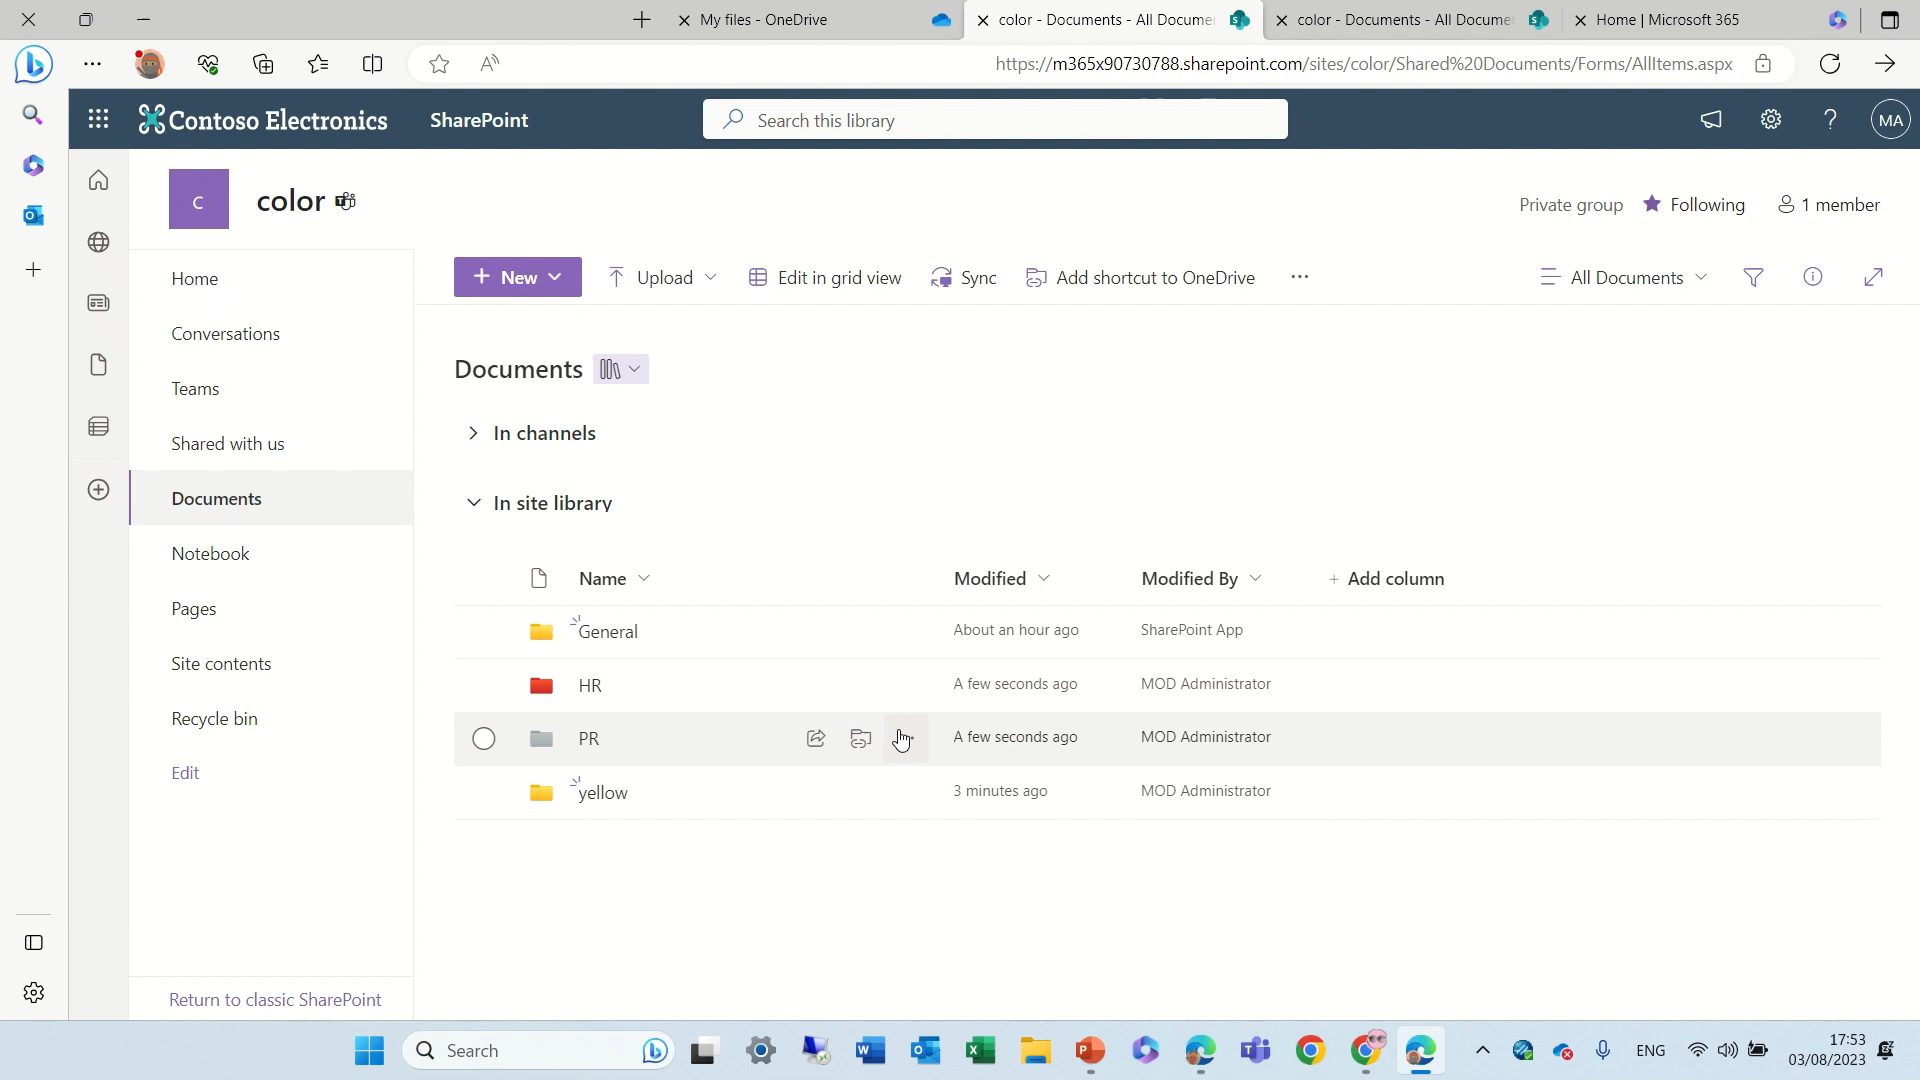 My files - OneDrive
color - Documents - All Docume
color - Documents - All Docume
Home | Microsoft 365
https://m365x90730788.sharepoint.com/sites/color/Shared%20Documents/Forms/AllItems.aspx
Contoso Electronics
SharePoint
Search this library
MA
C
color
Private group
Following
1 member
Home
Conversations
Teams
Shared with us
Documents
Notebook
Pages
Site contents
Recycle bin
Edit
Return to classic SharePoint
+ New
Upload
Edit in grid view
Sync
Add shortcut to OneDrive
...
All Documents
Documents
In channels
In site library
Name Modified Modified By + Add column
General About an hour ago SharePoint App
HR A few seconds ago MOD Administrator
PR A few seconds ago MOD Administrator
yellow 3 minutes ago MOD Administrator
Search
ENG
17:53
03/08/2023